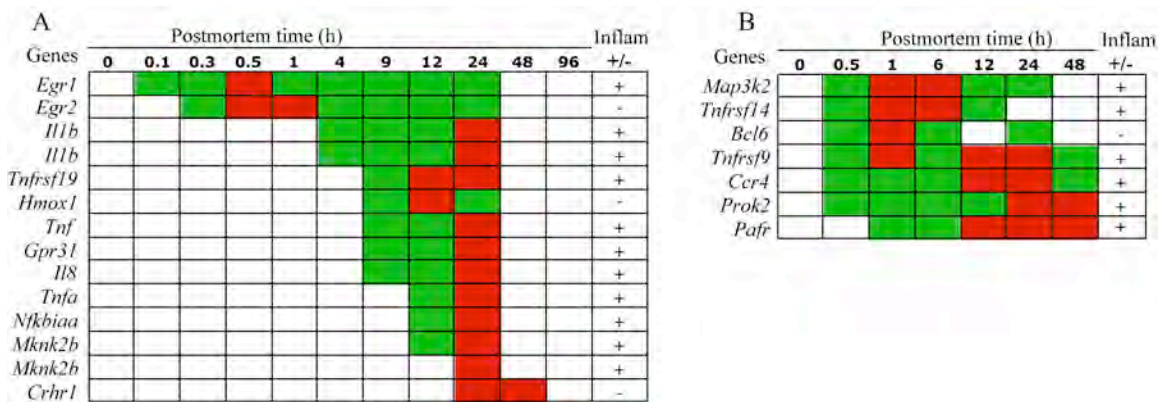 A
Postmortem time (h) Inflam
Genes 0 0.1 0.3 0.5 1 4 9 12 24 48 96 +/-
Egr1 +
Egr2 -
Il1b +
Il1b +
Tnfrsf19 +
Hmox1 -
Tnf +
Gpr31 +
Il8 +
Tnfa +
Nfkbiaa +
Mknk2b +
Mknk2b +
Crhr1 -
B
Postmortem time (h) Inflam
Genes 0 0.5 1 6 12 24 48 +/-
Map3k2 +
Tnfrsf14 +
Bcl6 -
Tnfrsf9 +
Ccr4 +
Prok2 +
Pafr +